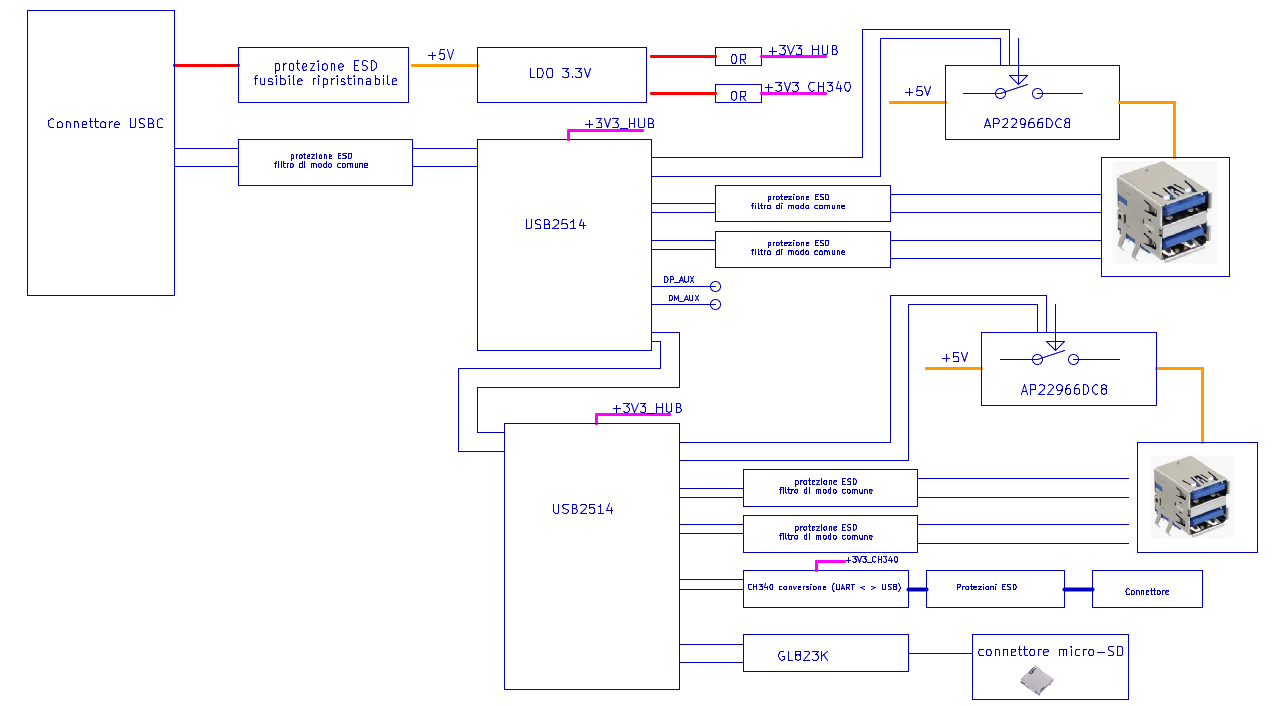 protezione ESD
fusibile ripristinabile
+5V
LDO 3.3V
OR
+3V3_HUB
OR
+3V3_CH340
+5V
AP22966DC8
Connettore USBC
protezione ESD
filtro di modo comune
+3V3_HUB
USB2514
protezione ESD
filtro di modo comune
protezione ESD
filtro di modo comune
DP_AUX
DM_AUX
+5V
AP22966DC8
+3V3_HUB
USB2514
protezione ESD
filtro di modo comune
protezione ESD
filtro di modo comune
+3V3_CH340
CH340 conversione (UART < > USB)
Protezioni ESD
Connettore
GL823K
connettore micro-SD